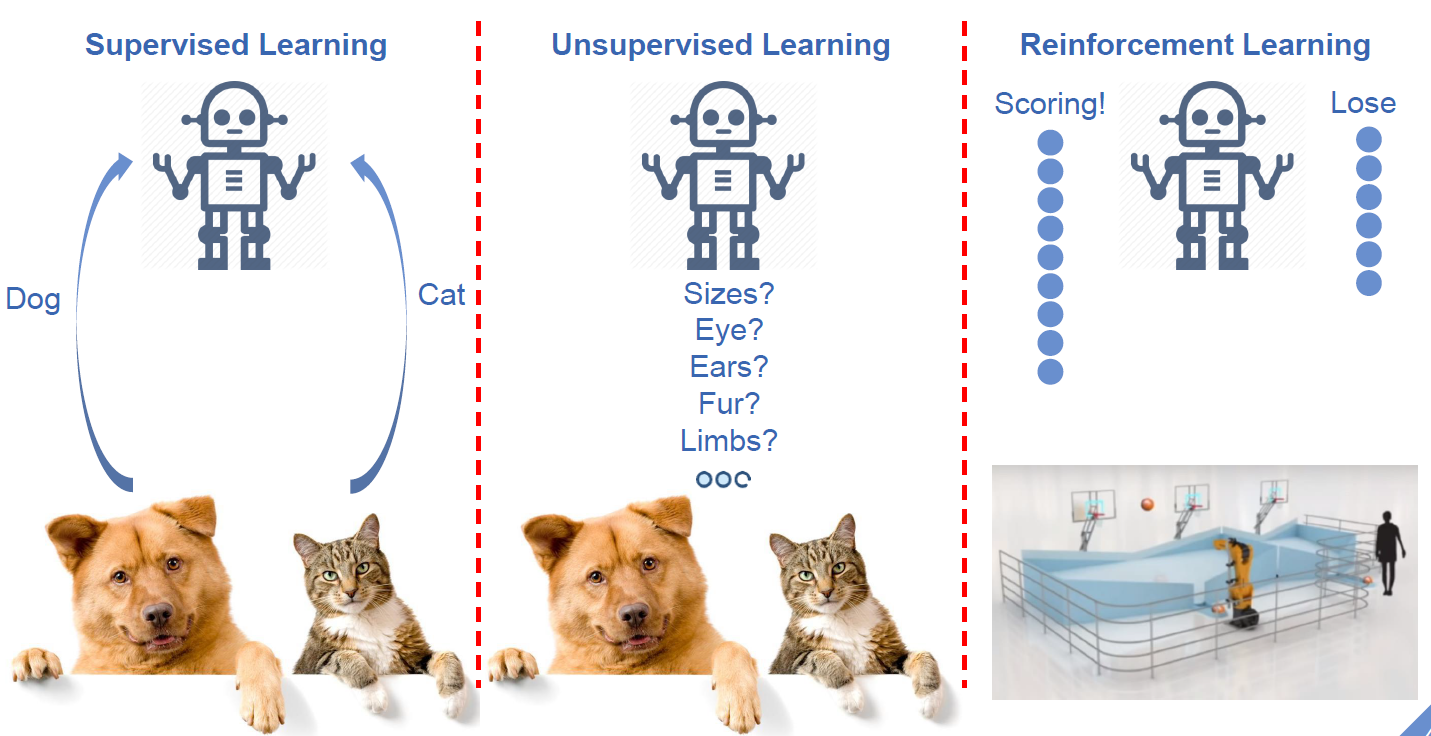 Supervised Learning
Dog
Cat
Unsupervised Learning
Sizes?
Eye?
Ears?
Fur?
Limbs?
Reinforcement Learning
Scoring!
Lose